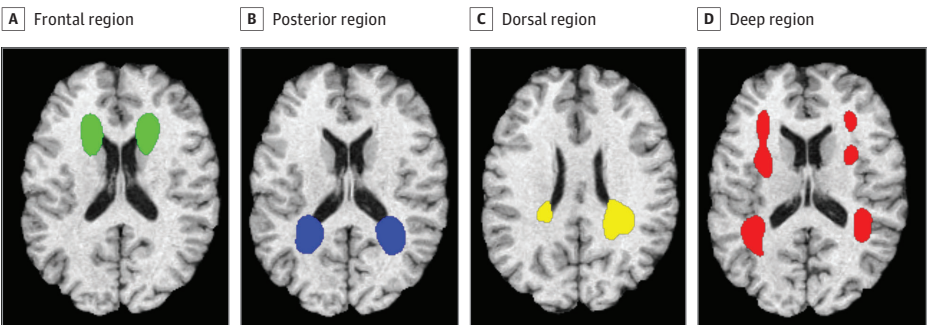 A Frontal region
B Posterior region
C Dorsal region
D Deep region